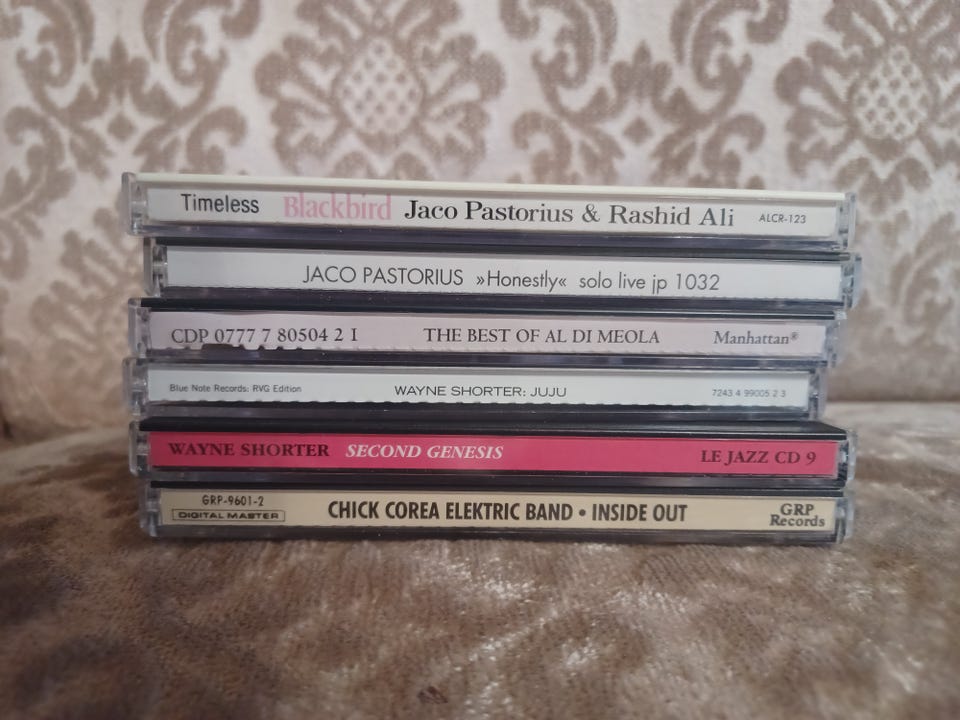 Timeless Blackbird Jaco Pastorius & Rashid Ali ALCR-123
JACO PASTORIUS »Honestly« solo live jp 1032
CDP 0777 7 80504 2 1 THE BEST OF AL DI MEOLA Manhattan®
Blue Note Records: RVG Edition WAYNE SHORTER: JUJU 7243 4 99005 2 3
WAYNE SHORTER SECOND GENESIS LE JAZZ CD 9
GRP-9601-2
DIGITAL MASTER
CHICK COREA ELEKTRIC BAND • INSIDE OUT
GRP
Records